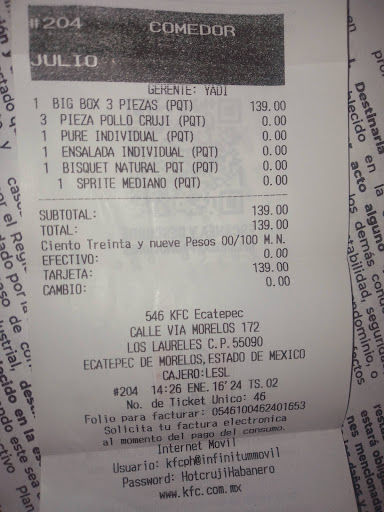 #204 COMEDOR
JULIO
GERENTE: YADI
1 BIG BOX 3 PIEZAS (PQT) 139.00
3 PIEZA POLLO CRUJI (PQT) 0.00
1 PURE INDIVIDUAL (PQT) 0.00
1 ENSALADA INDIVIDUAL (PQT) 0.00
1 BISQUET NATURAL PQT (PQT) 0.00
1 SPRITE MEDIANO (PQT) 0.00
SUBTOTAL: 139.00
TOTAL: 139.00
Ciento Treinta y nueve Pesos 00/100 M.N.
EFECTIVO: 0.00
TARJETA: 139.00
CAMBIO: 0.00
546 KFC Ecatepec
CALLE VIA MORELOS 172
LOS LAURELES C.P.55090
ECATEPEC DE MORELOS,ESTADO DE MEXICO
CAJERO:LESL
#204 14:26 ENE.16'24 TS.02
No. de Ticket Unico: 46
Folio para facturar: 0546100462401653
Solicita tu factura electronica
al momento del pago del consumo.
Internet Movil
Usuario: kfcph@infinitummovil
Password: HotcrujiHabanero
www.kfc.com.mx
Destinaria
acto alguno
los demás